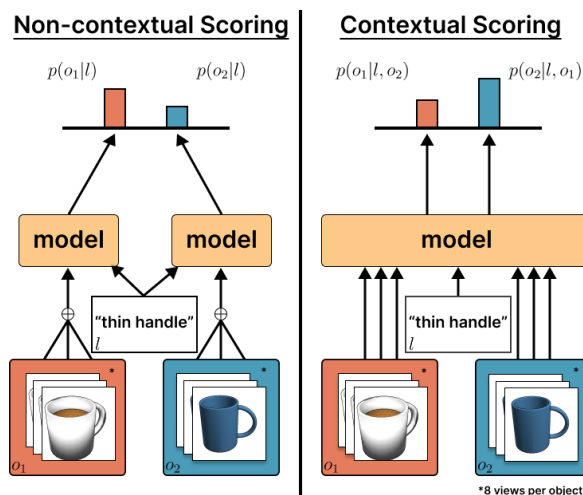 Non-contextual Scoring
p(o₁|l)
p(o₂|l)
model
model
"thin handle"
l
*
*
o₁
o₂
Contextual Scoring
p(o₁|l, o₂)
p(o₂|l, o₁)
model
"thin handle"
l
*
*
o₁
o₂
*8 views per object